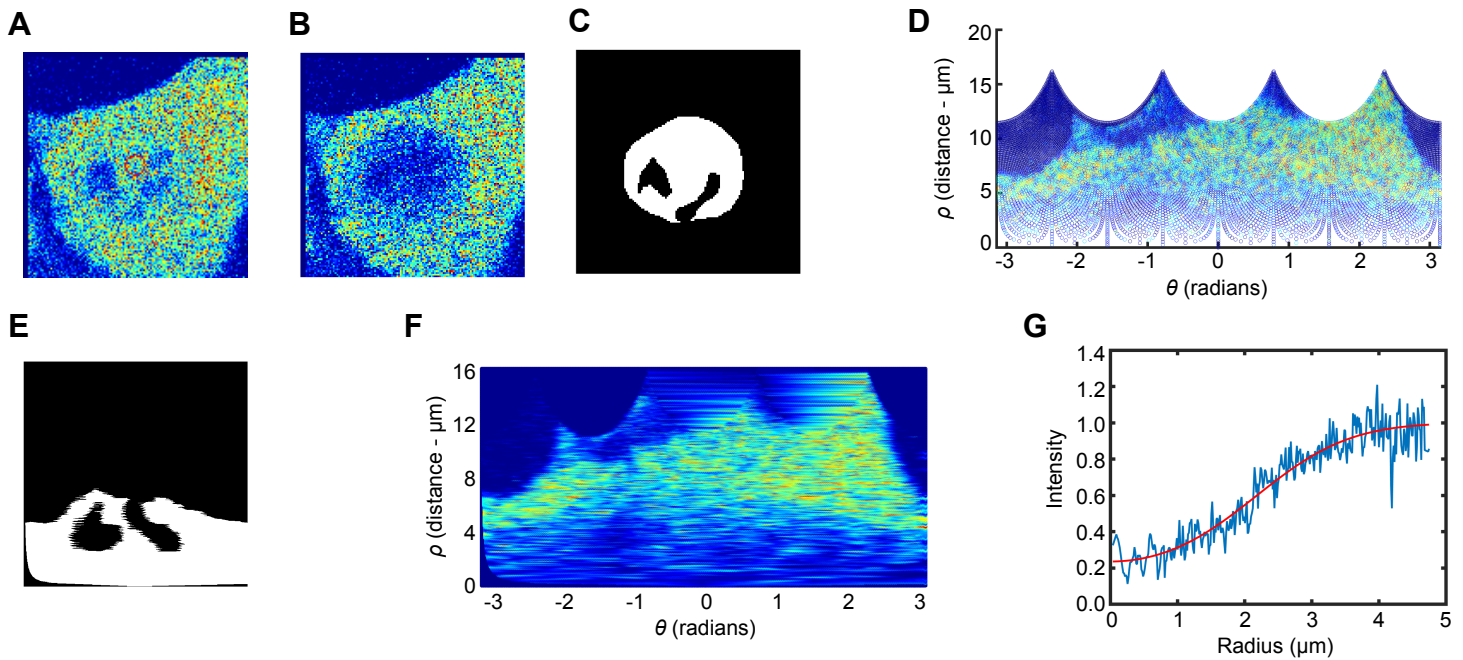 A
B
C
D
20
15
10
5
0
ρ (distance - μm)
-3
-2
-1
0
1
2
3
θ (radians)
E
F
16
12
8
4
0
ρ (distance - μm)
-3
-2
-1
0
1
2
3
θ (radians)
G
1.4
1.2
1.0
0.8
0.6
0.4
0.2
0.0
Intensity
0
1
2
3
4
5
Radius (μm)